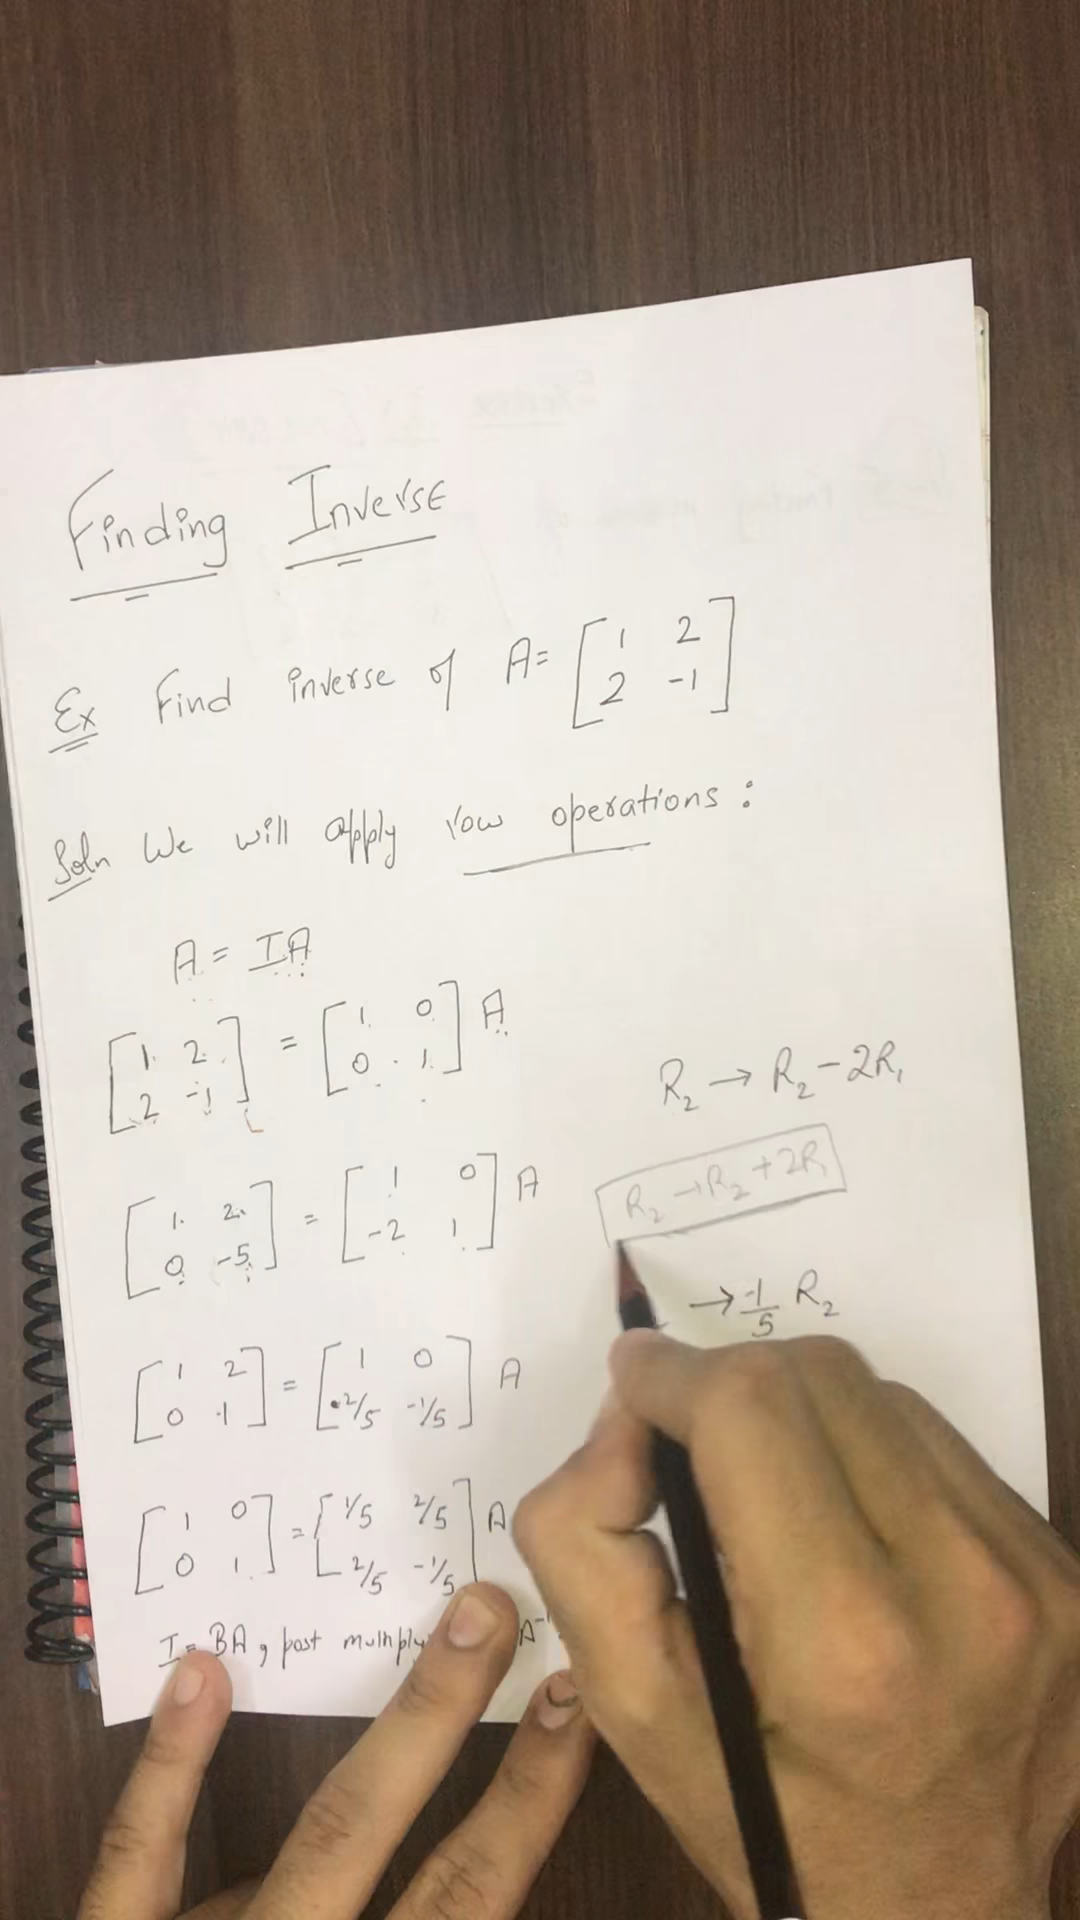 Finding Inverse
Ex Find inverse of A = [ 1 2 ; 2 -1 ]
Soln We will apply row operations :
A = IA
[ 1 2 ; 2 -1 ] = [ 1 0 ; 0 1 ] A
R₂ → R₂ - 2R₁
[ 1 2 ; 0 -5 ] = [ 1 0 ; -2 1 ] A
R₂ → R₂ + 2R₁
→ -1/5 R₂
[ 1 2 ; 0 1 ] = [ 1 0 ; 2/5 -1/5 ] A
[ 1 0 ; 0 1 ] = [ 1/5 2/5 ; 2/5 -1/5 ] A
I = BA, post multiply A⁻¹